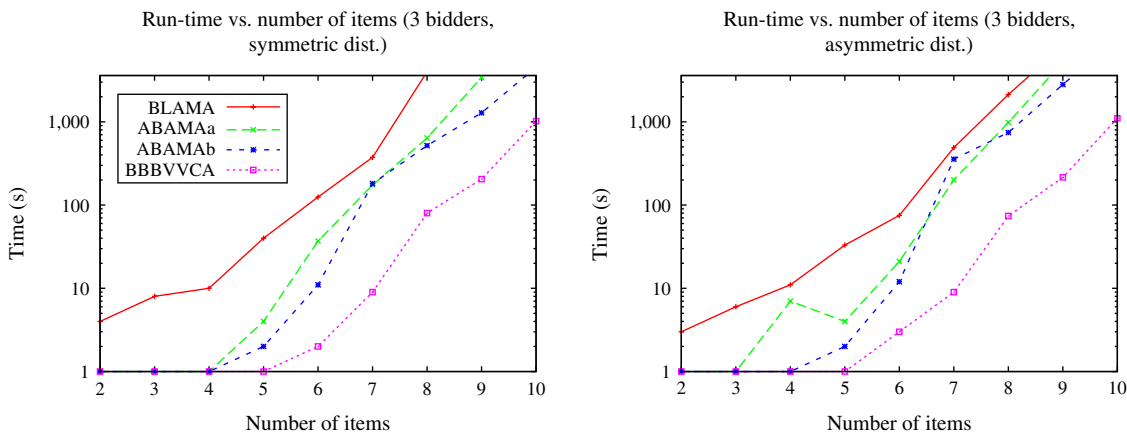 Run-time vs. number of items (3 bidders,
symmetric dist.)
Time (s)
1,000
100
10
1
BLAMA
ABAMAa
ABAMAb
BBBVVCA
2 3 4 5 6 7 8 9 10
Number of items
Run-time vs. number of items (3 bidders,
asymmetric dist.)
Time (s)
1,000
100
10
1
2 3 4 5 6 7 8 9 10
Number of items